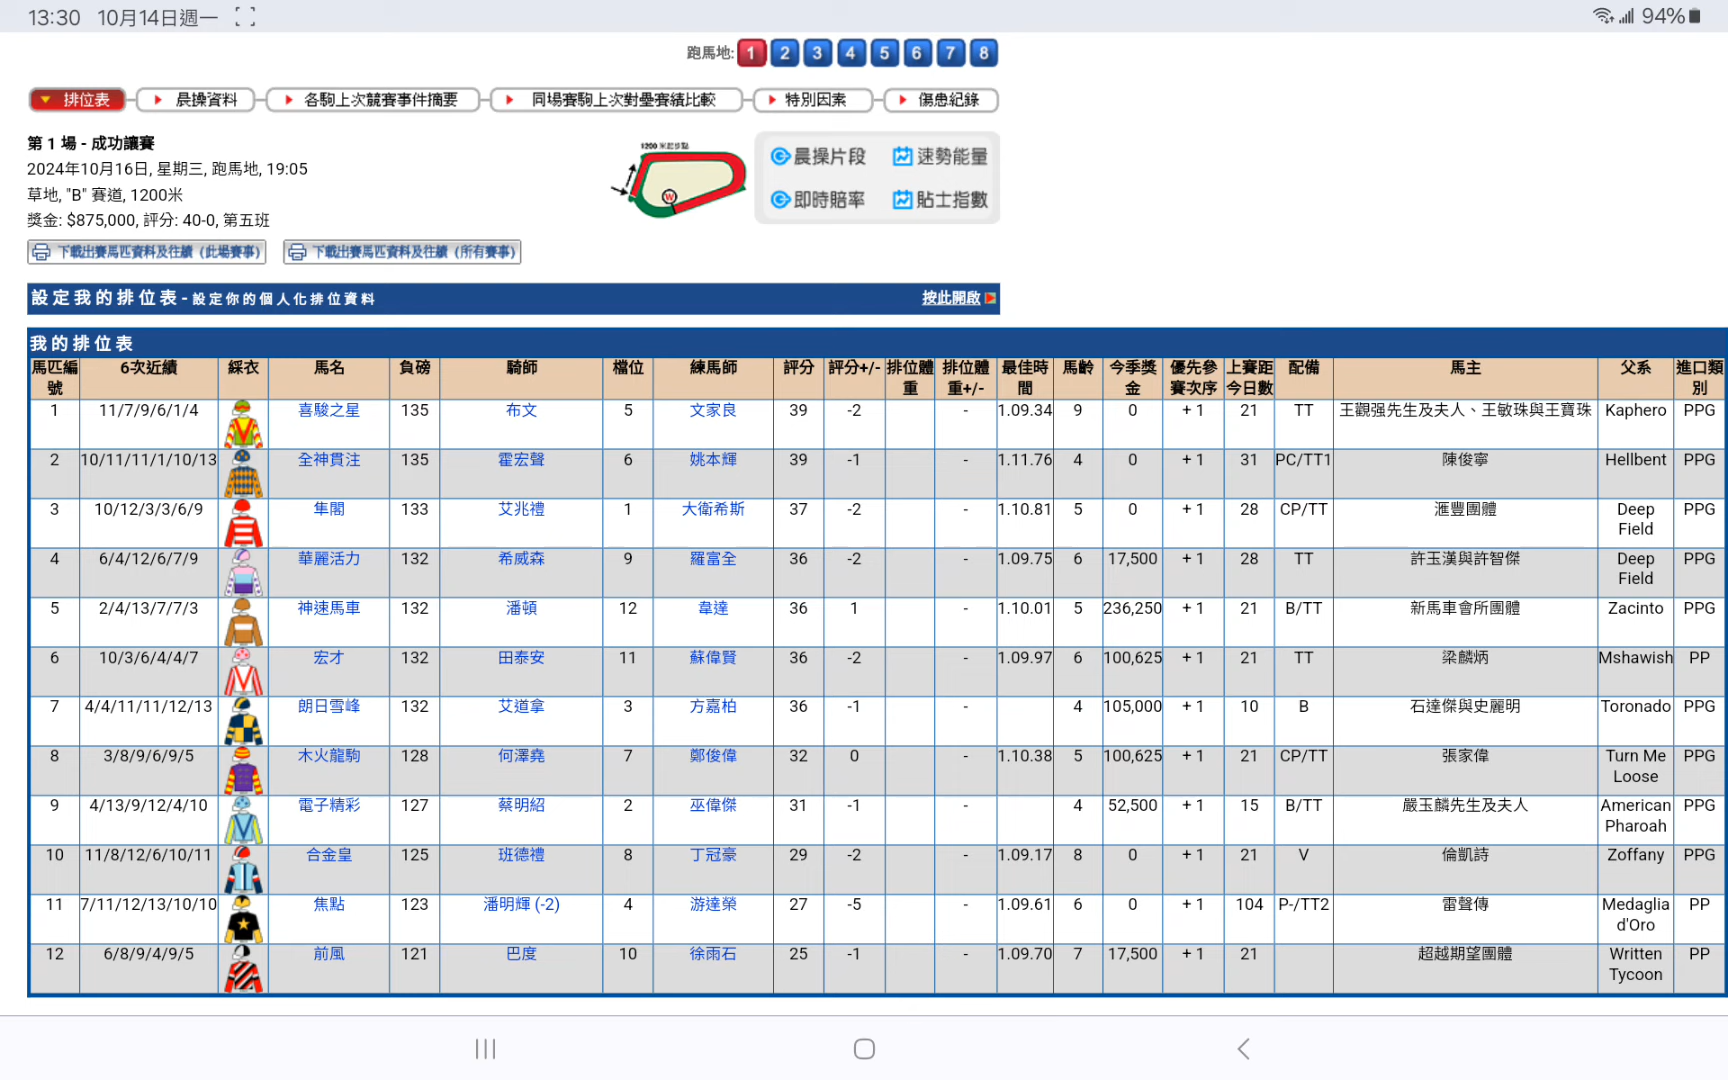 13:30 10月14日週一
94%
跑馬地: 1 2 3 4 5 6 7 8
排位表 晨操資料 各駒上次競賽事件摘要 同場賽駒上次對壘賽績比較 特別因素 傷患紀錄
第 1 場 - 成功讓賽
2024年10月16日, 星期三, 跑馬地, 19:05
草地, "B" 賽道, 1200米
獎金: $875,000, 評分: 40-0, 第五班
1200 米起步點
W
晨操片段 速勢能量
即時賠率 貼士指數
下載出賽馬匹資料及往績 (此場賽事) 下載出賽馬匹資料及往績 (所有賽事)
設定我的排位表 - 設定你的個人化排位資料 按此開啟
我的排位表
馬匹編號 6次近績 綵衣 馬名 負磅 騎師 檔位 練馬師 評分 評分+/- 排位體重 排位體重+/- 最佳時間 馬齡 今季獎金 優先參賽次序 上賽距今日數 配備 馬主 父系 進口類別
1 11/7/9/6/1/4 喜駿之星 135 布文 5 文家良 39 -2 - 1.09.34 9 0 + 1 21 TT 王觀强先生及夫人、王敏珠與王寶珠 Kaphero PPG
2 10/11/11/1/10/13 全神貫注 135 霍宏聲 6 姚本輝 39 -1 - 1.11.76 4 0 + 1 31 PC/TT1 陳俊寧 Hellbent PPG
3 10/12/3/3/6/9 隼閣 133 艾兆禮 1 大衛希斯 37 -2 - 1.10.81 5 0 + 1 28 CP/TT 滙豐團體 Deep Field PPG
4 6/4/12/6/7/9 華麗活力 132 希威森 9 羅富全 36 -2 - 1.09.75 6 17,500 + 1 28 TT 許玉漢與許智傑 Deep Field PPG
5 2/4/13/7/7/3 神速馬車 132 潘頓 12 韋達 36 1 - 1.10.01 5 236,250 + 1 21 B/TT 新馬車會所團體 Zacinto PPG
6 10/3/6/4/4/7 宏才 132 田泰安 11 蘇偉賢 36 -2 - 1.09.97 6 100,625 + 1 21 TT 梁麟炳 Mshawish PP
7 4/4/11/11/12/13 朗日雪峰 132 艾道拿 3 方嘉柏 36 -1 - 4 105,000 + 1 10 B 石達傑與史麗明 Toronado PPG
8 3/8/9/6/9/5 木火龍駒 128 何澤堯 7 鄭俊偉 32 0 - 1.10.38 5 100,625 + 1 21 CP/TT 張家偉 Turn Me Loose PPG
9 4/13/9/12/4/10 電子精彩 127 蔡明紹 2 巫偉傑 31 -1 - 4 52,500 + 1 15 B/TT 嚴玉麟先生及夫人 American Pharoah PPG
10 11/8/12/6/10/11 合金皇 125 班德禮 8 丁冠豪 29 -2 - 1.09.17 8 0 + 1 21 V 倫凱詩 Zoffany PPG
11 7/11/12/13/10/10 焦點 123 潘明輝 (-2) 4 游達榮 27 -5 - 1.09.61 6 0 + 1 104 P-/TT2 雷聲傳 Medaglia d'Oro PP
12 6/8/9/4/9/5 前風 121 巴度 10 徐雨石 25 -1 - 1.09.70 7 17,500 + 1 21 超越期望團體 Written Tycoon PP